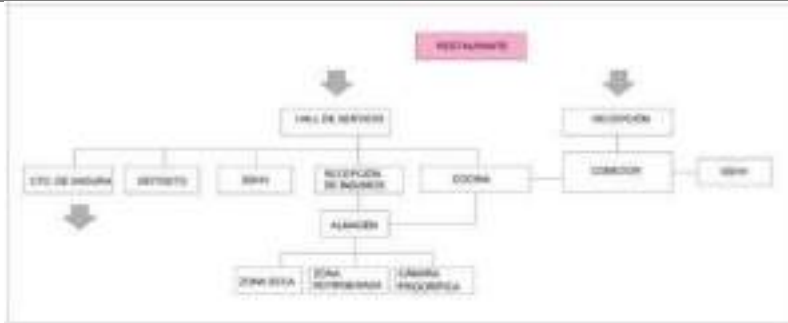 RESTAURANTE
HALL DE SERVICIO
RECEPCIÓN
CTO. DE BASURA
DEPÓSITO
SSHH
RECEPCIÓN
DE INSUMOS
COCINA
COMEDOR
SSHH
ALMACÉN
ZONA SECA
ZONA
REFRIGERADA
CÁMARA
FRIGORÍFICA